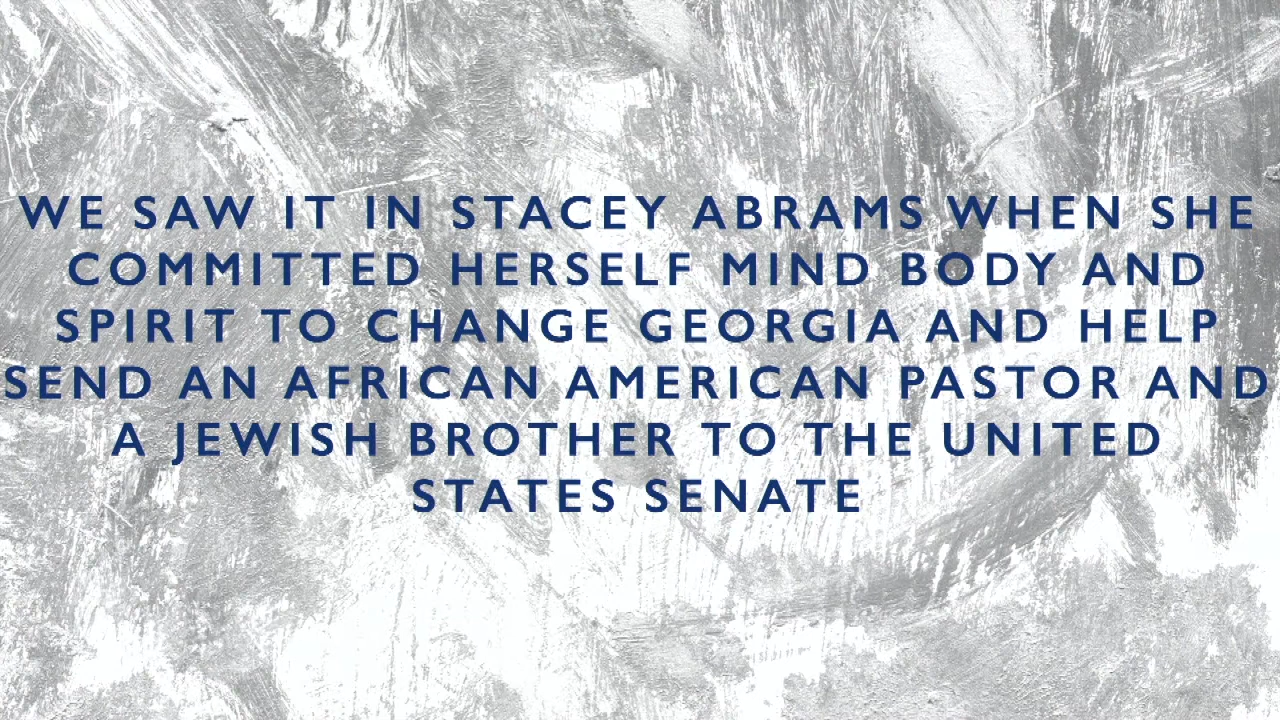 WE SAW IT IN STACEY ABRAMS WHEN SHE
COMMITTED HERSELF MIND BODY AND
SPIRIT TO CHANGE GEORGIA AND HELP
SEND AN AFRICAN AMERICAN PASTOR AND
A JEWISH BROTHER TO THE UNITED
STATES SENATE